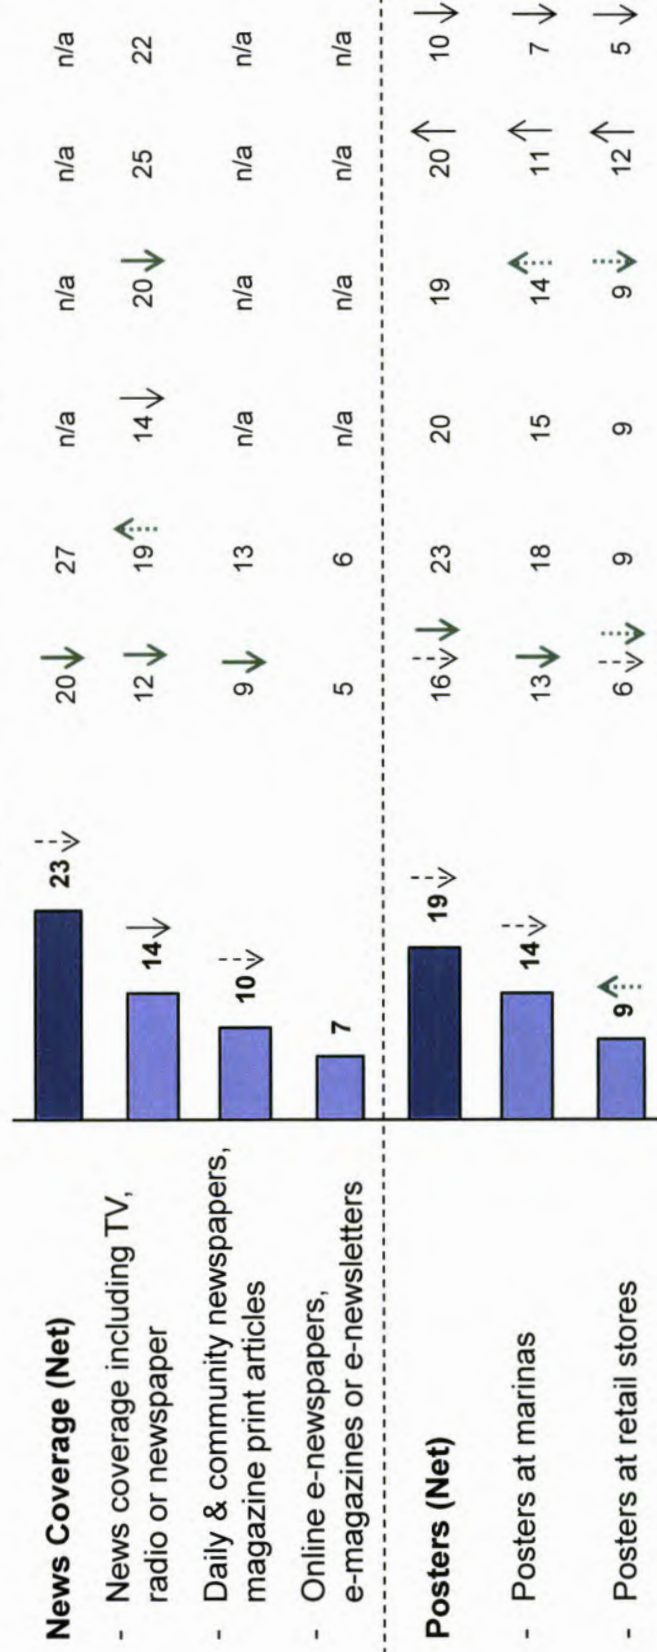 News Coverage (Net) 23 20 27 n/a n/a n/a n/a
- News coverage including TV,
radio or newspaper 14 12 19 14 20 25 22
- Daily & community newspapers,
magazine print articles 10 9 13 n/a n/a n/a n/a
- Online e-newspapers,
e-magazines or e-newsletters 7 5 6 n/a n/a n/a n/a
Posters (Net) 19 16 23 20 19 20 10
- Posters at marinas 14 13 18 15 14 11 7
- Posters at retail stores 9 6 9 9 9 12 5